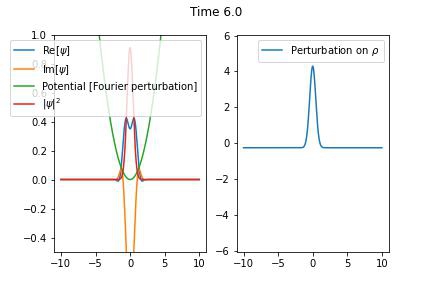 Time 6.0
Re[ψ]
Im[ψ]
Potential [Fourier perturbation]
|ψ|²
1.0
0.8
0.6
0.4
0.2
0.0
−0.2
−0.4
−10 −5 0 5 10
Perturbation on ρ
6
4
2
0
−2
−4
−6
−10 −5 0 5 10